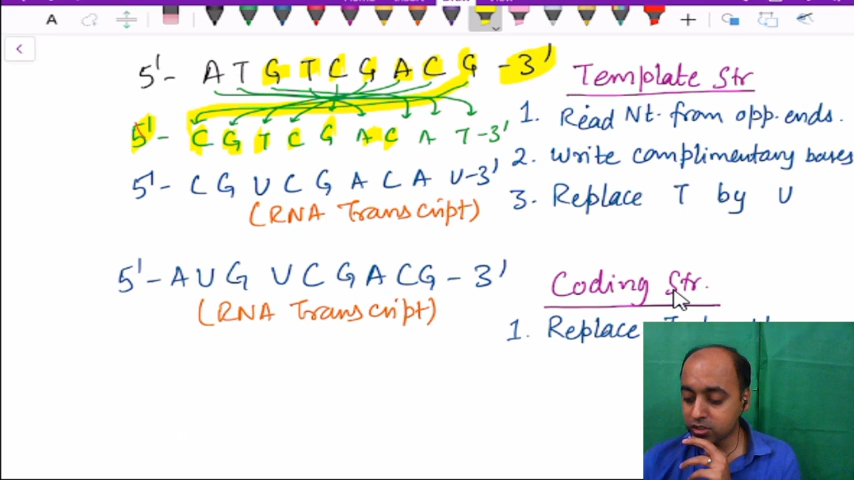 5'- A T G T C G A C G - 3'
Template Str
1. Read Nt. from opp. ends.
5'- C G T C G A C A T - 3'
2. Write complimentary bases
5'- C G U C G A C A U - 3'
3. Replace T by U
(RNA Transcript)
5'- A U G U C G A C G - 3'
Coding Str.
(RNA Transcript)
1. Replace